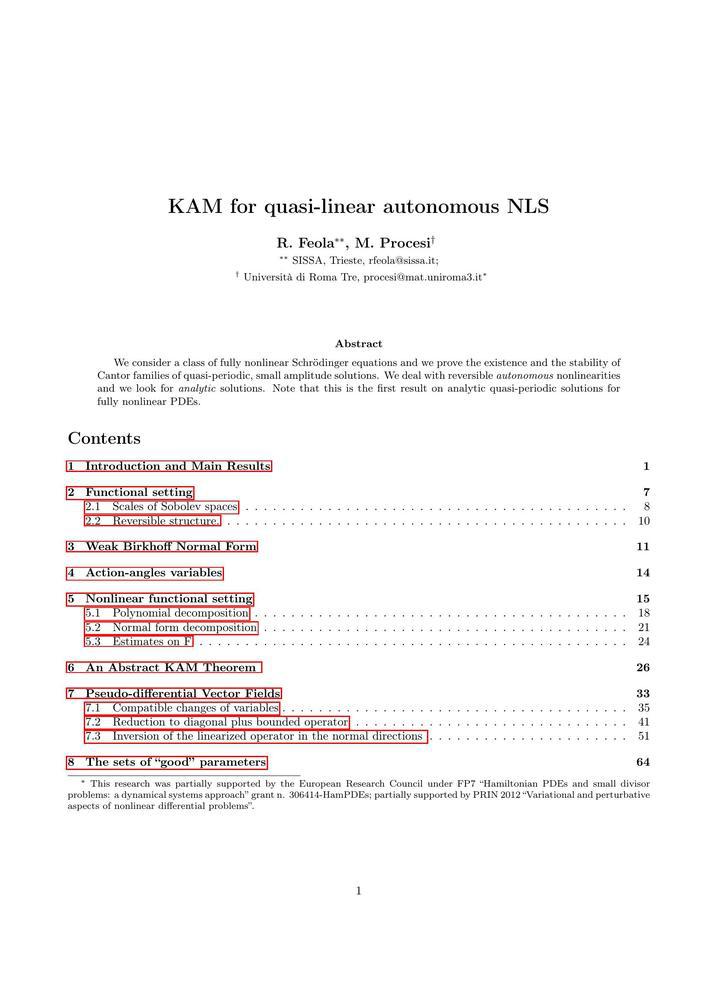 KAM for quasi-linear autonomous NLS
R. Feola**, M. Procesi†
** SISSA, Trieste, rfeola@sissa.it;
† Università di Roma Tre, procesi@mat.uniroma3.it*
Abstract
We consider a class of fully nonlinear Schrödinger equations and we prove the existence and the stability of
Cantor families of quasi-periodic, small amplitude solutions. We deal with reversible autonomous nonlinearities
and we look for analytic solutions. Note that this is the first result on analytic quasi-periodic solutions for
fully nonlinear PDEs.
Contents
1 Introduction and Main Results 1
2 Functional setting 7
2.1 Scales of Sobolev spaces . . . . . . . . . . . . . . . . . . . . . . . . . . . . . . . . . . 8
2.2 Reversible structure. . . . . . . . . . . . . . . . . . . . . . . . . . . . . . . . . . . . 10
3 Weak Birkhoff Normal Form 11
4 Action-angles variables 14
5 Nonlinear functional setting 15
5.1 Polynomial decomposition . . . . . . . . . . . . . . . . . . . . . . . . . . . . . . . . . 18
5.2 Normal form decomposition . . . . . . . . . . . . . . . . . . . . . . . . . . . . . . . . 21
5.3 Estimates on F . . . . . . . . . . . . . . . . . . . . . . . . . . . . . . . . . . . . . . 24
6 An Abstract KAM Theorem 26
7 Pseudo-differential Vector Fields 33
7.1 Compatible changes of variables . . . . . . . . . . . . . . . . . . . . . . . . . . . . . . 35
7.2 Reduction to diagonal plus bounded operator . . . . . . . . . . . . . . . . . . . . . . . . 41
7.3 Inversion of the linearized operator in the normal directions . . . . . . . . . . . . . . . . . 51
8 The sets of "good" parameters 64
* This research was partially supported by the European Research Council under FP7 "Hamiltonian PDEs and small divisor
problems: a dynamical systems approach" grant n. 306414-HamPDEs; partially supported by PRIN 2012 "Variational and perturbative
aspects of nonlinear differential problems".
1